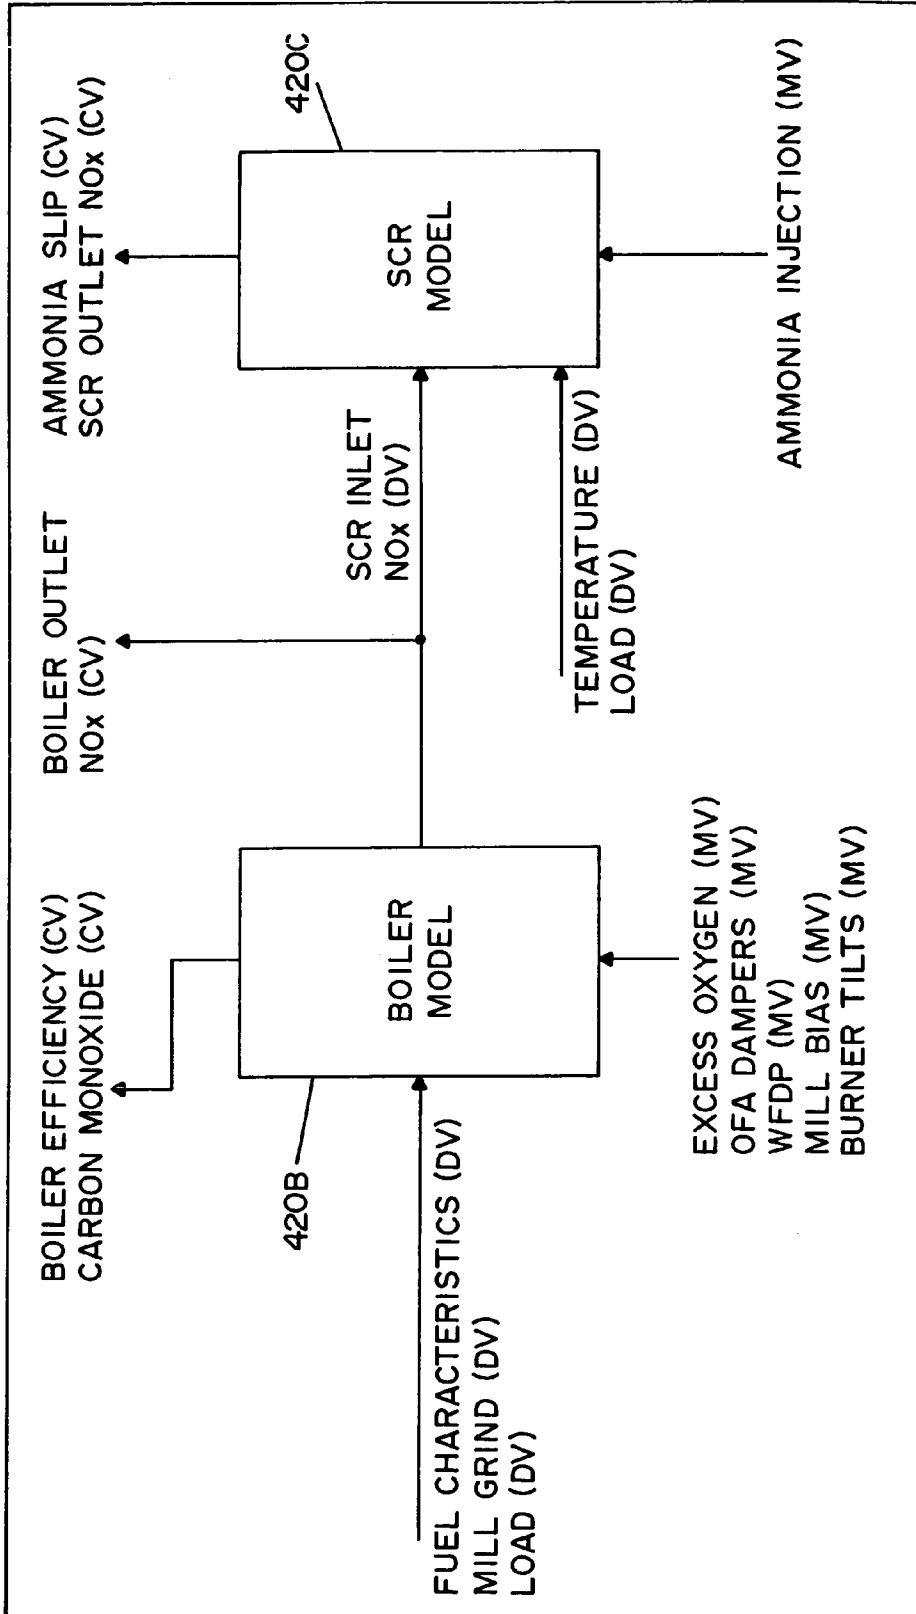 BOILER EFFICIENCY (CV)
CARBON MONOXIDE (CV)
BOILER OUTLET
NOx (CV)
AMMONIA SLIP (CV)
SCR OUTLET NOx (CV)
420B
BOILER
MODEL
SCR INLET
NOx (DV)
420C
SCR
MODEL
FUEL CHARACTERISTICS (DV)
MILL GRIND (DV)
LOAD (DV)
TEMPERATURE (DV)
LOAD (DV)
EXCESS OXYGEN (MV)
OFA DAMPERS (MV)
WFDP (MV)
MILL BIAS (MV)
BURNER TILTS (MV)
AMMONIA INJECTION (MV)